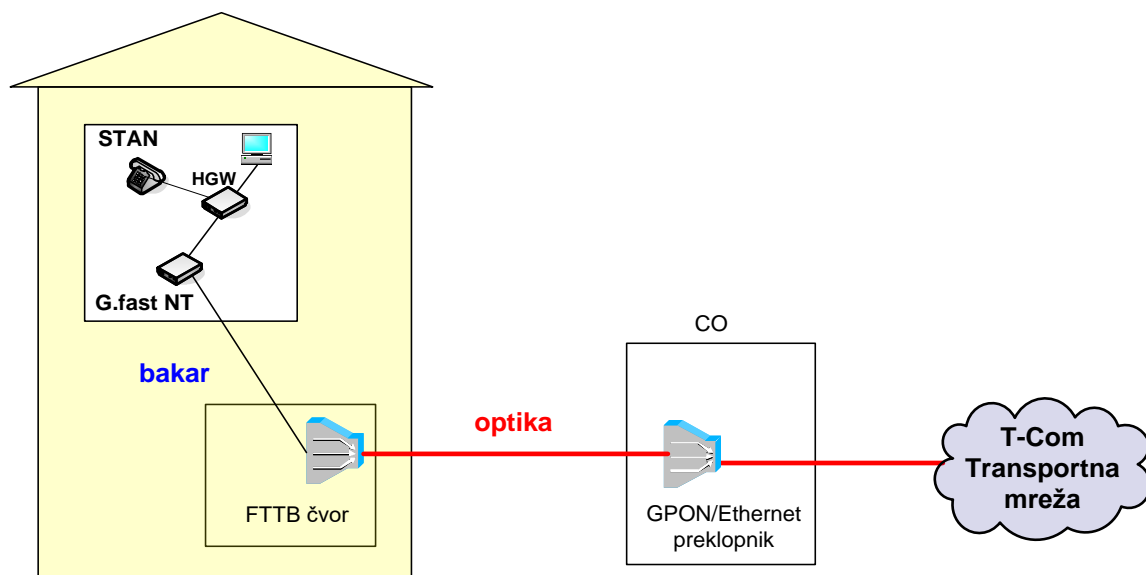 STAN
HGW
G.fast NT
bakar
FTTB čvor
optika
CO
GPON/Ethernet
preklopnik
T-Com
Transportna
mreža